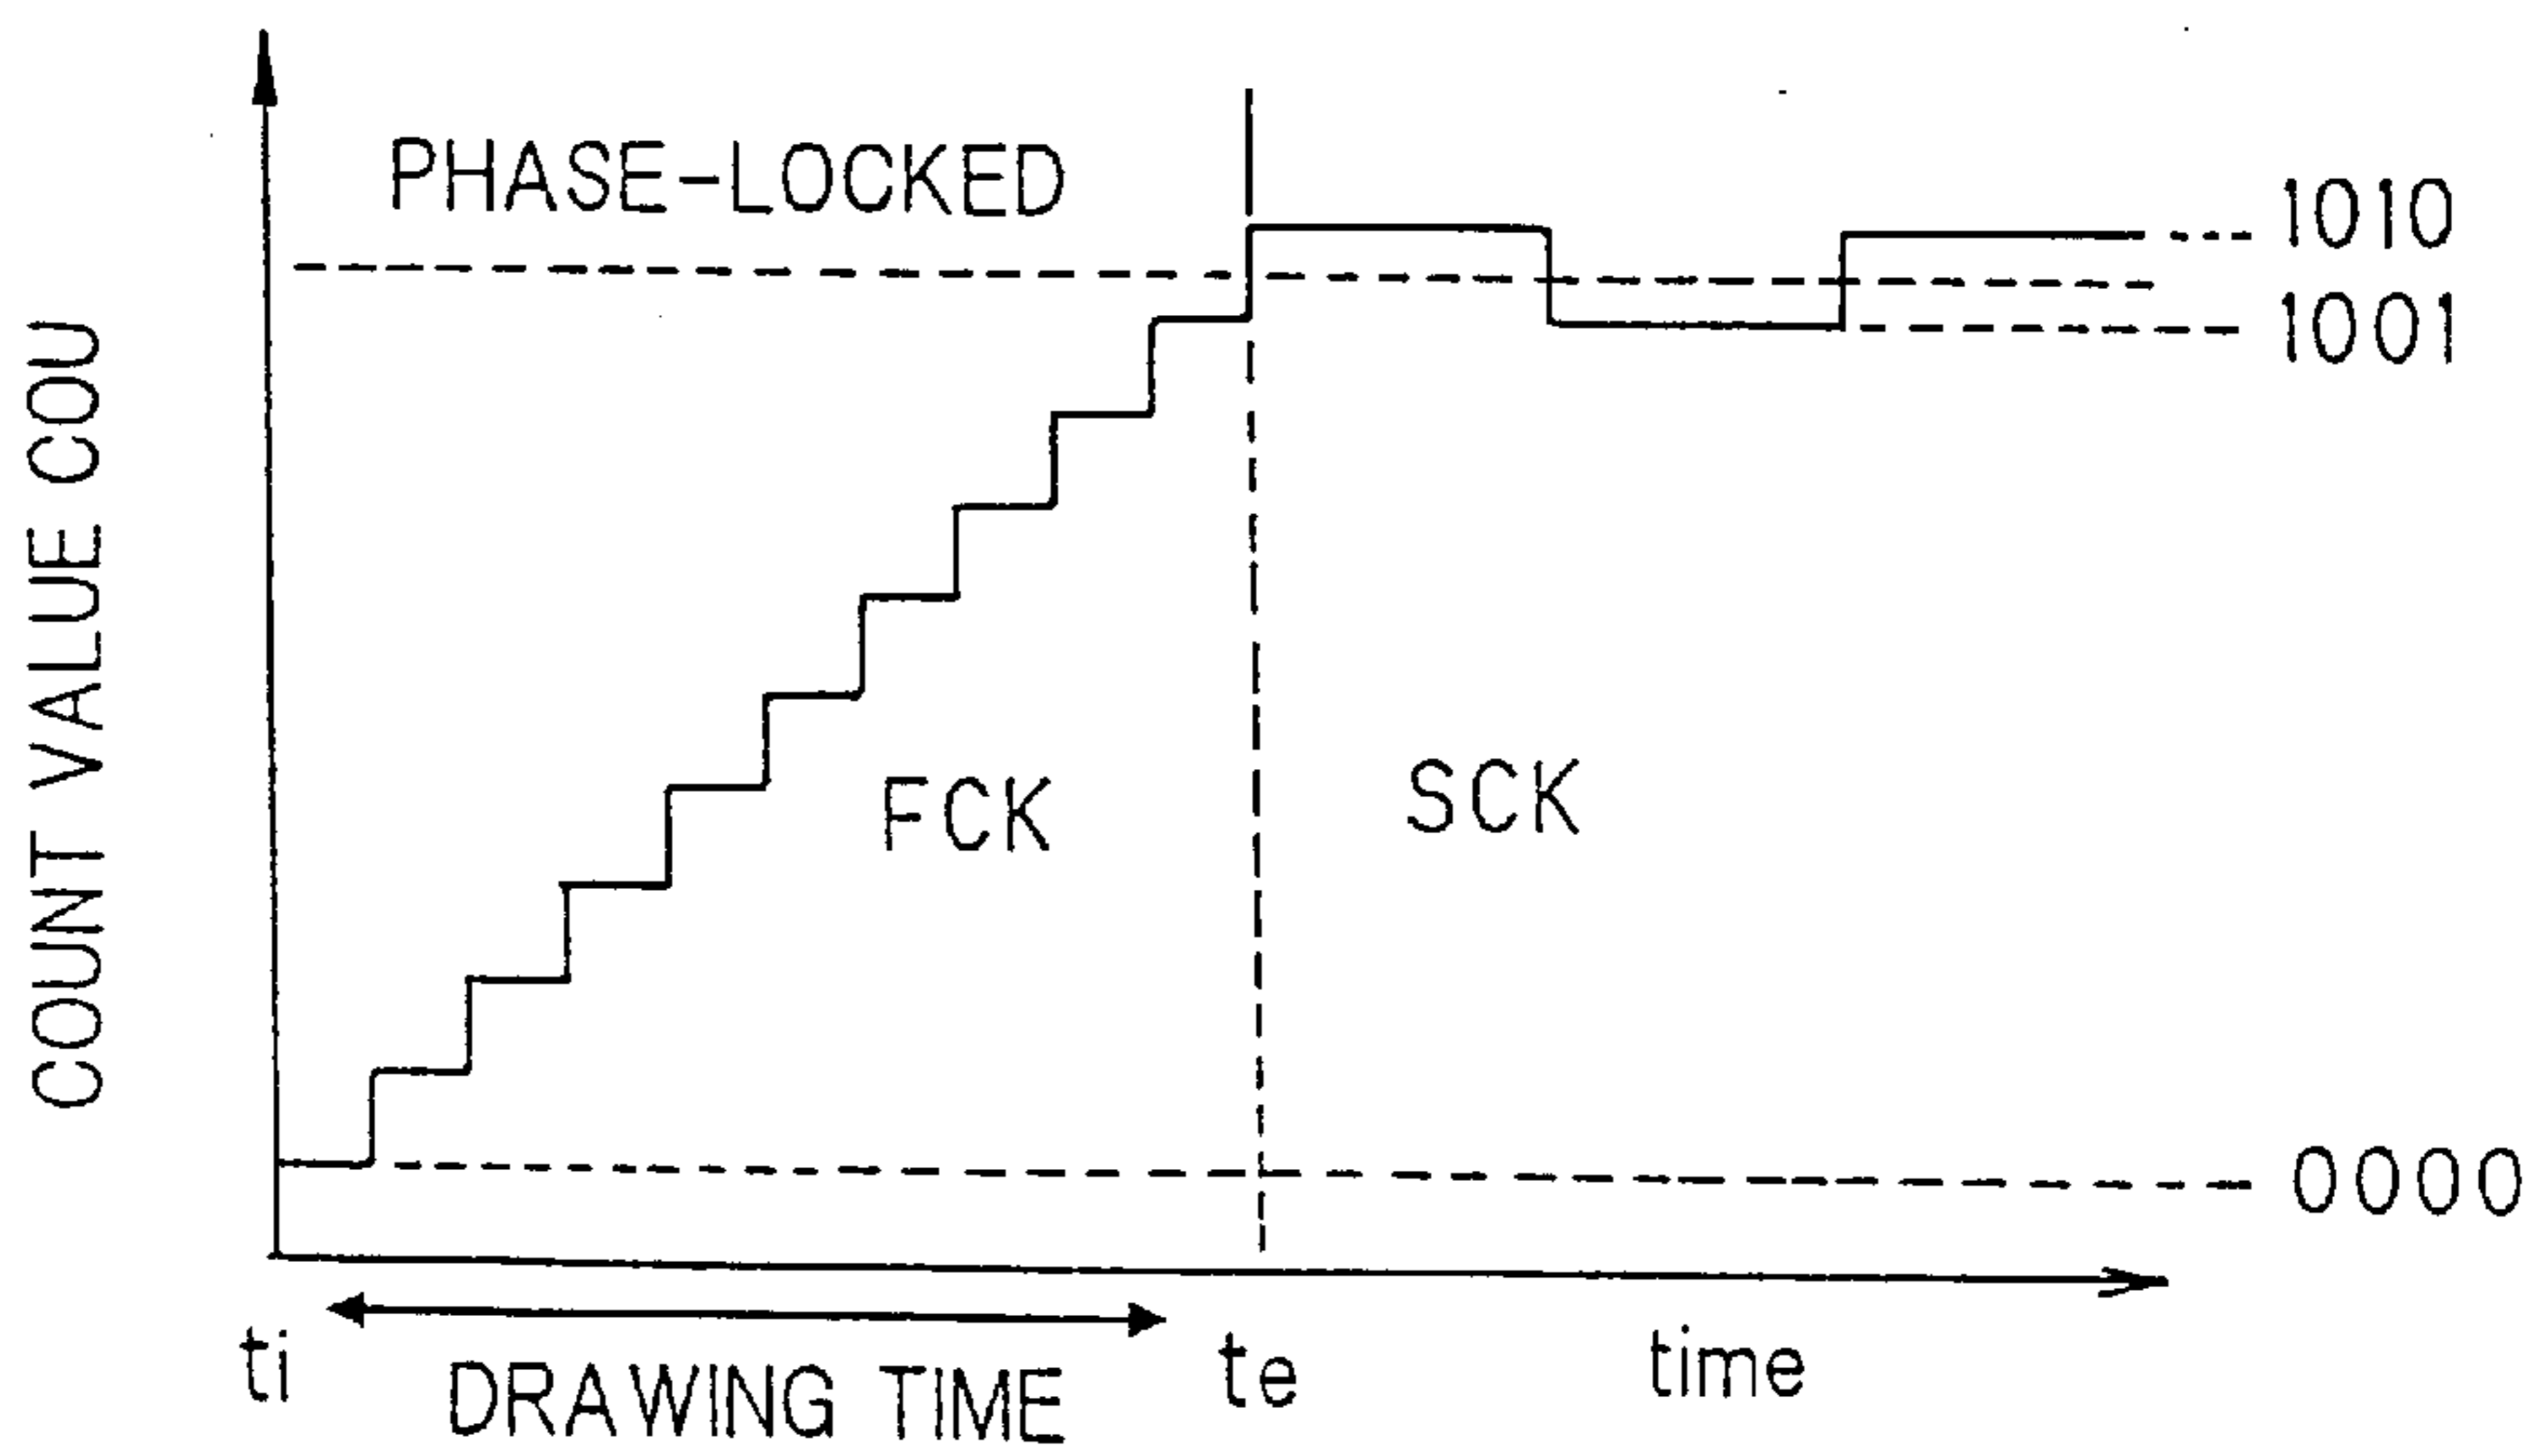 PHASE-LOCKED
1010
1001
COUNT VALUE COU
FCK
SCK
0000
ti
DRAWING TIME
te
time